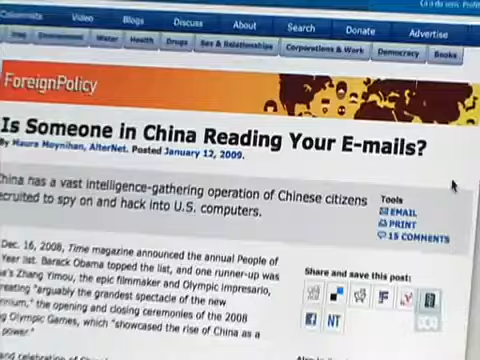 Columnists Video Blogs Discuss About Search Donate Advertise
Environment Water Health Drugs Sex & Relationships Corporations & Work Democracy Books
ForeignPolicy
Is Someone in China Reading Your E-mails?
By Maura Moynihan, AlterNet. Posted January 12, 2009.
China has a vast intelligence-gathering operation of Chinese citizens
recruited to spy on and hack into U.S. computers.
Tools
EMAIL
PRINT
15 COMMENTS
Dec. 16, 2008, Time magazine announced the annual People of
Year list. Barack Obama topped the list, and one runner-up was
's Zhang Yimou, the epic filmmaker and Olympic impresario,
reating "arguably the grandest spectacle of the new
nnium," the opening and closing ceremonies of the 2008
ng Olympic Games, which "showcased the rise of China as a
power."
Share and save this post:
NT